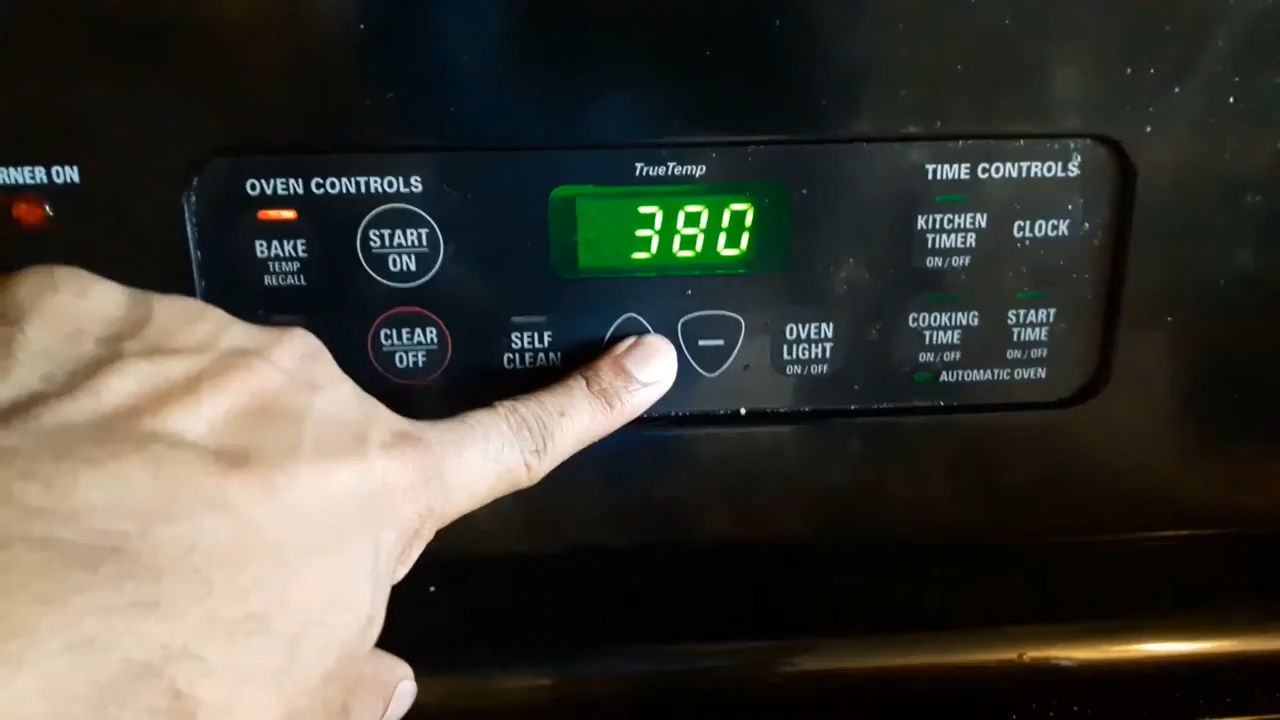 RNER ON
OVEN CONTROLS
BAKE
TEMP
RECALL
START
ON
CLEAR
OFF
SELF
CLEAN
TrueTemp
380
−
OVEN
LIGHT
ON / OFF
TIME CONTROLS
KITCHEN
TIMER
ON / OFF
CLOCK
COOKING
TIME
ON / OFF
START
TIME
ON / OFF
AUTOMATIC OVEN